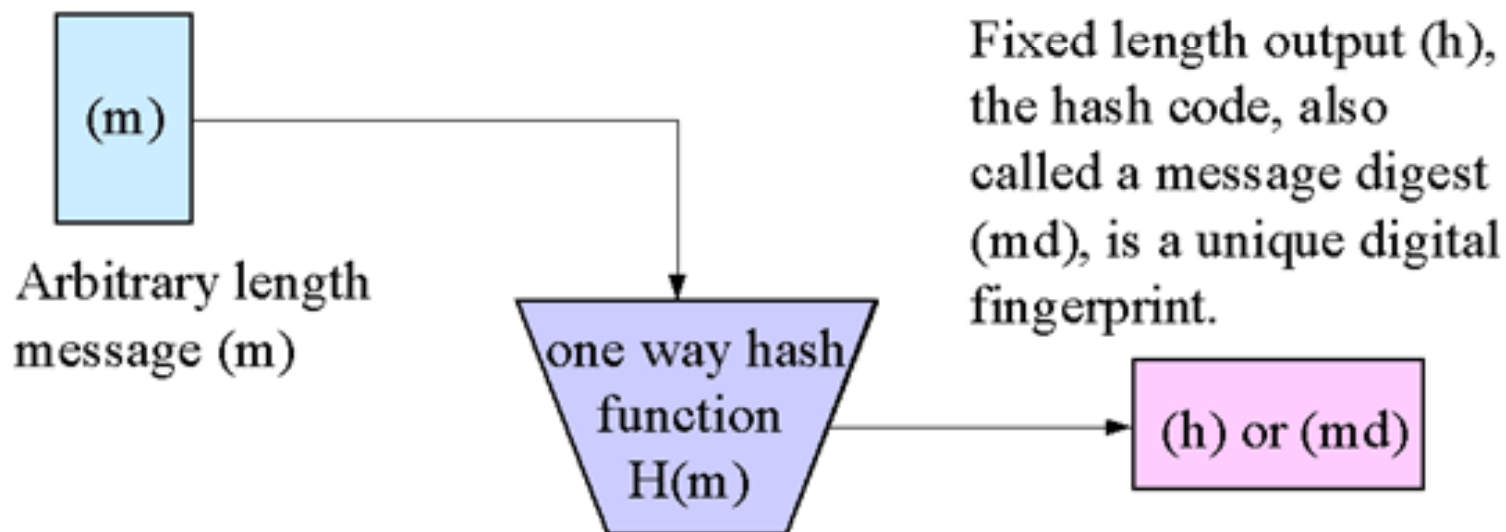 (m)
Arbitrary length
message (m)
one way hash
function
H(m)
Fixed length output (h),
the hash code, also
called a message digest
(md), is a unique digital
fingerprint.
(h) or (md)